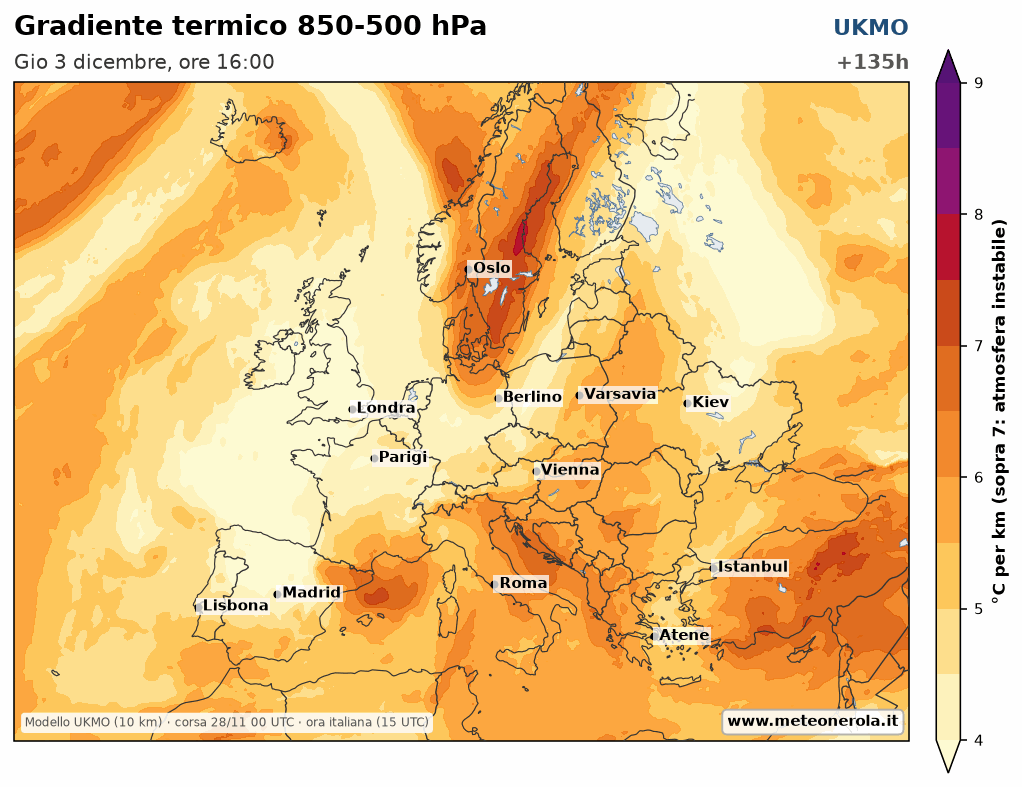 Gradiente termico 850-500 hPa
UKMO
Gio 3 dicembre, ore 16:00
+135h
9
8
7
6
5
4
°C per km (sopra 7: atmosfera instabile)
Oslo
Berlino
Varsavia
Kiev
Londra
Parigi
Vienna
Istanbul
Roma
Madrid
Lisbona
Atene
Modello UKMO (10 km) · corsa 28/11 00 UTC · ora italiana (15 UTC)
www.meteonerola.it